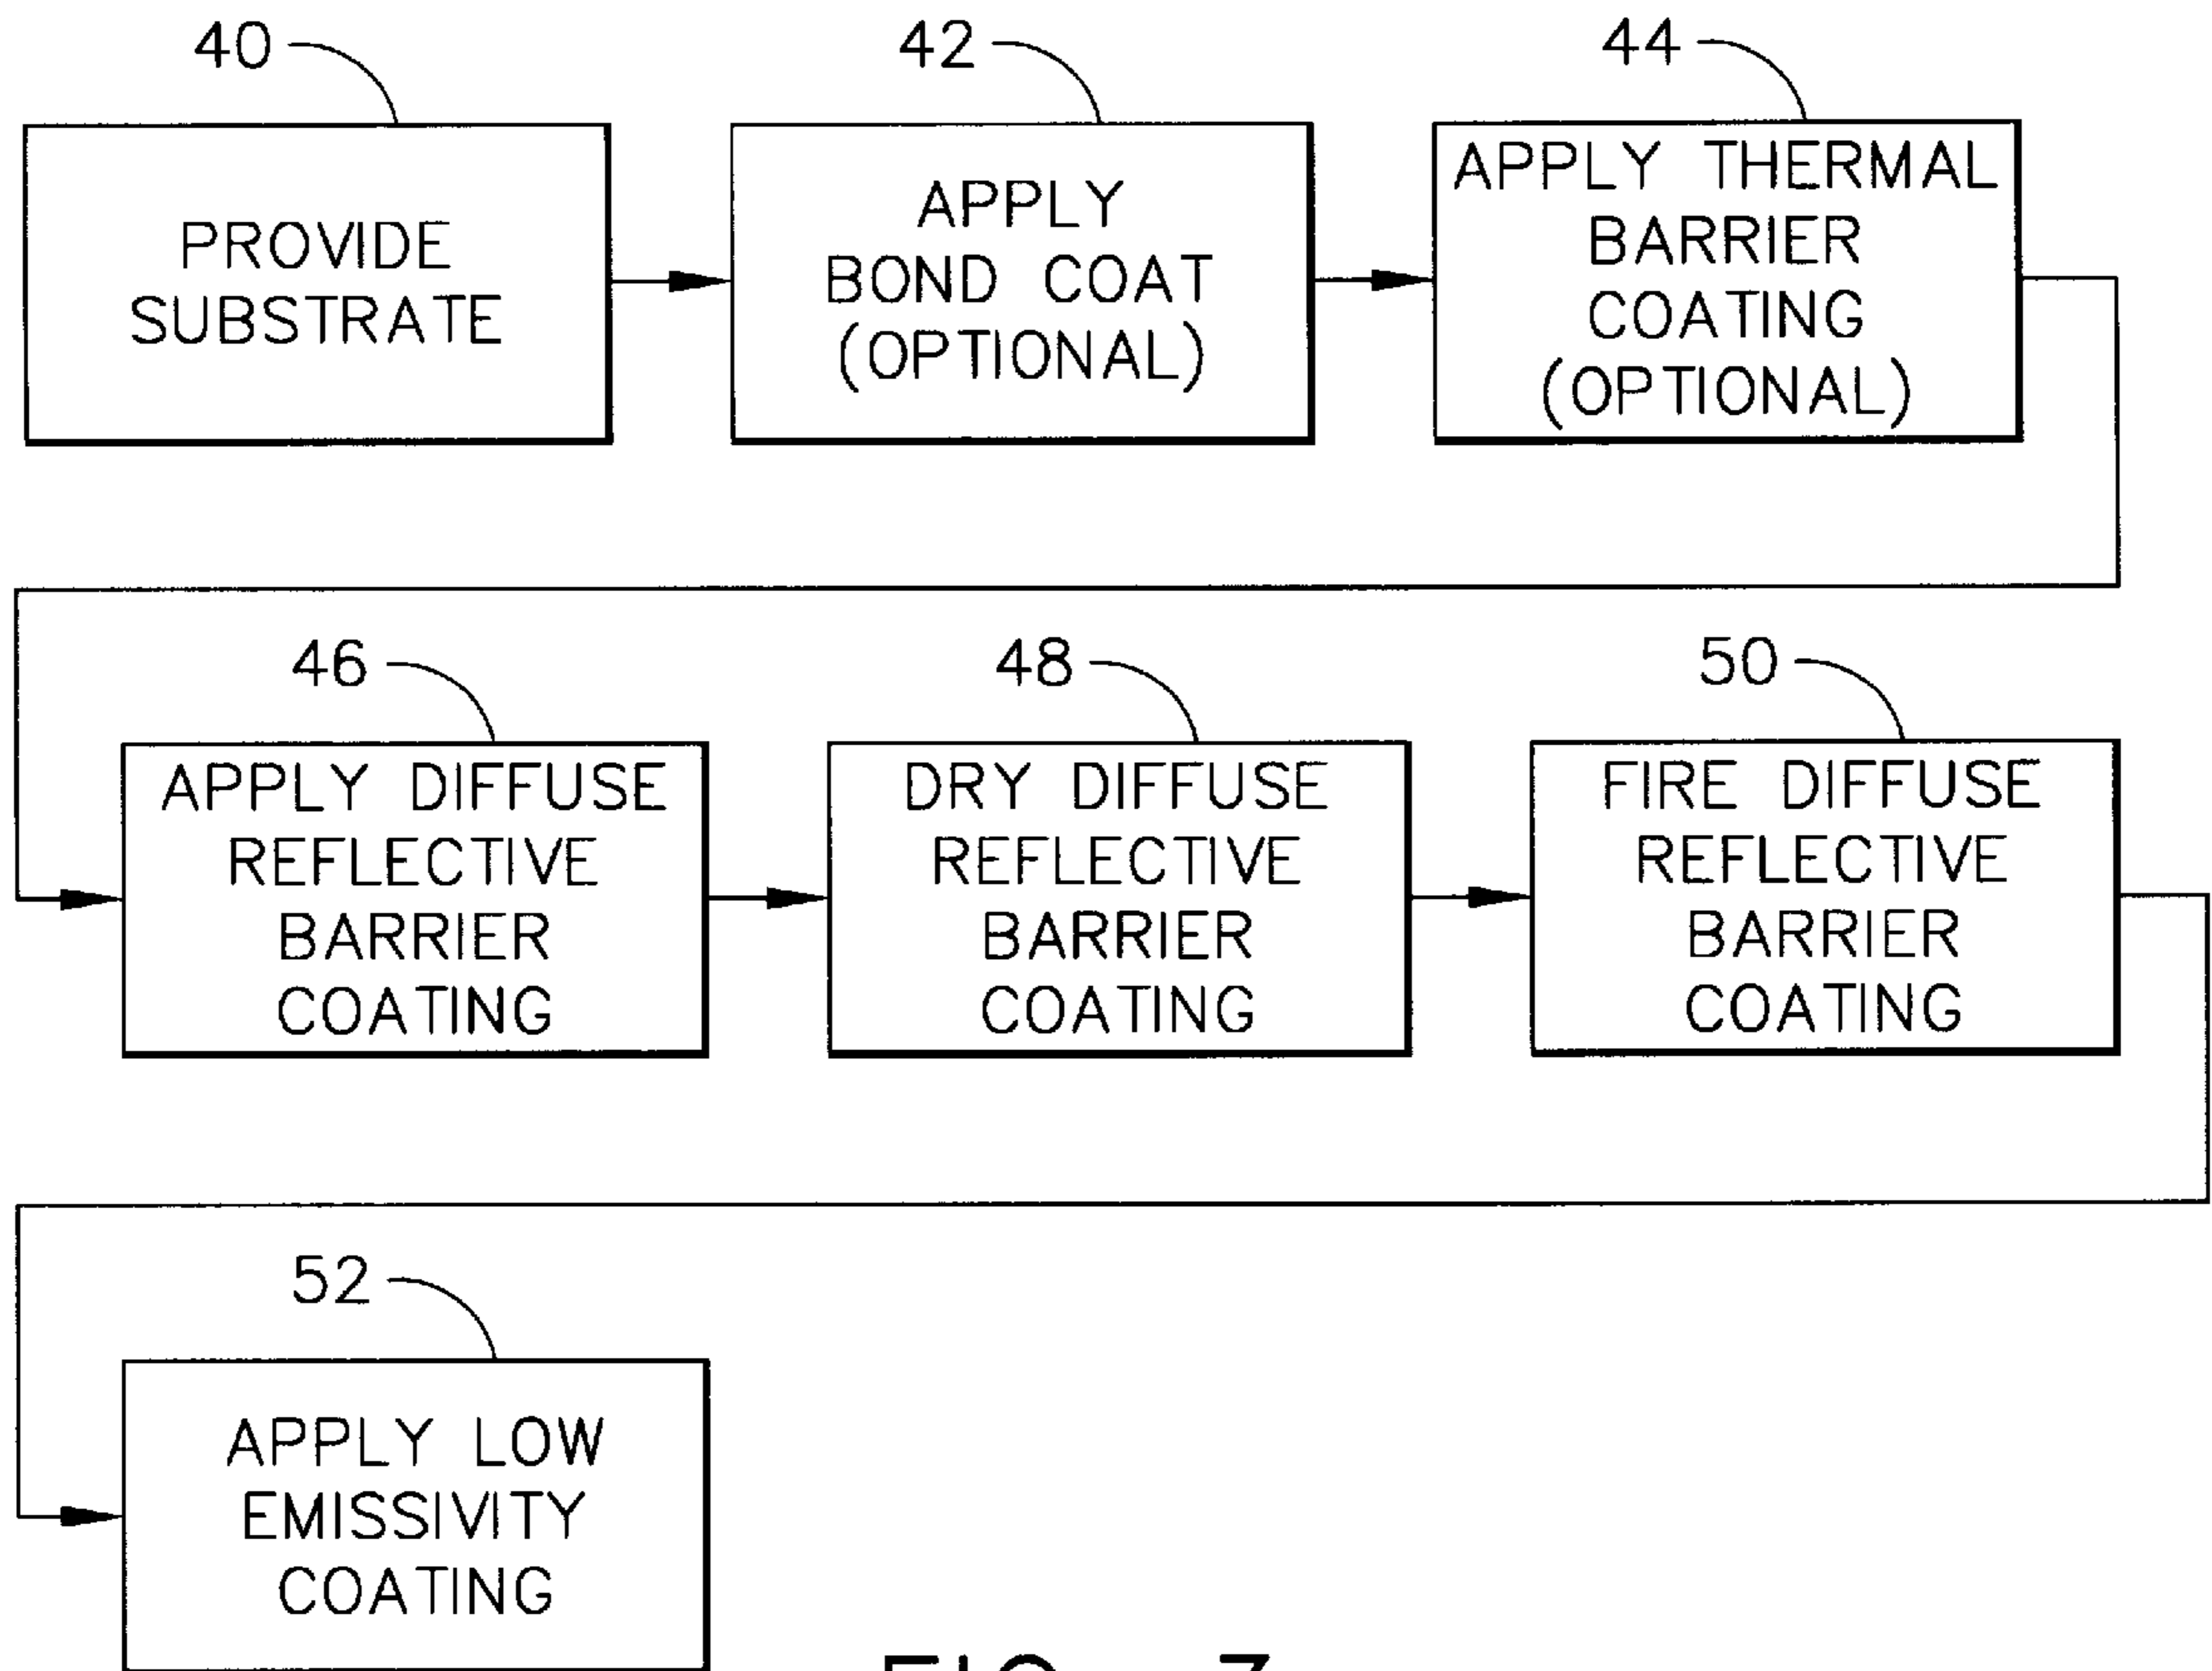 40
42
44
PROVIDE
SUBSTRATE
APPLY
BOND COAT
(OPTIONAL)
APPLY THERMAL
BARRIER
COATING
(OPTIONAL)
46
48
50
APPLY DIFFUSE
REFLECTIVE
BARRIER
COATING
DRY DIFFUSE
REFLECTIVE
BARRIER
COATING
FIRE DIFFUSE
REFLECTIVE
BARRIER
COATING
52
APPLY LOW
EMISSIVITY
COATING